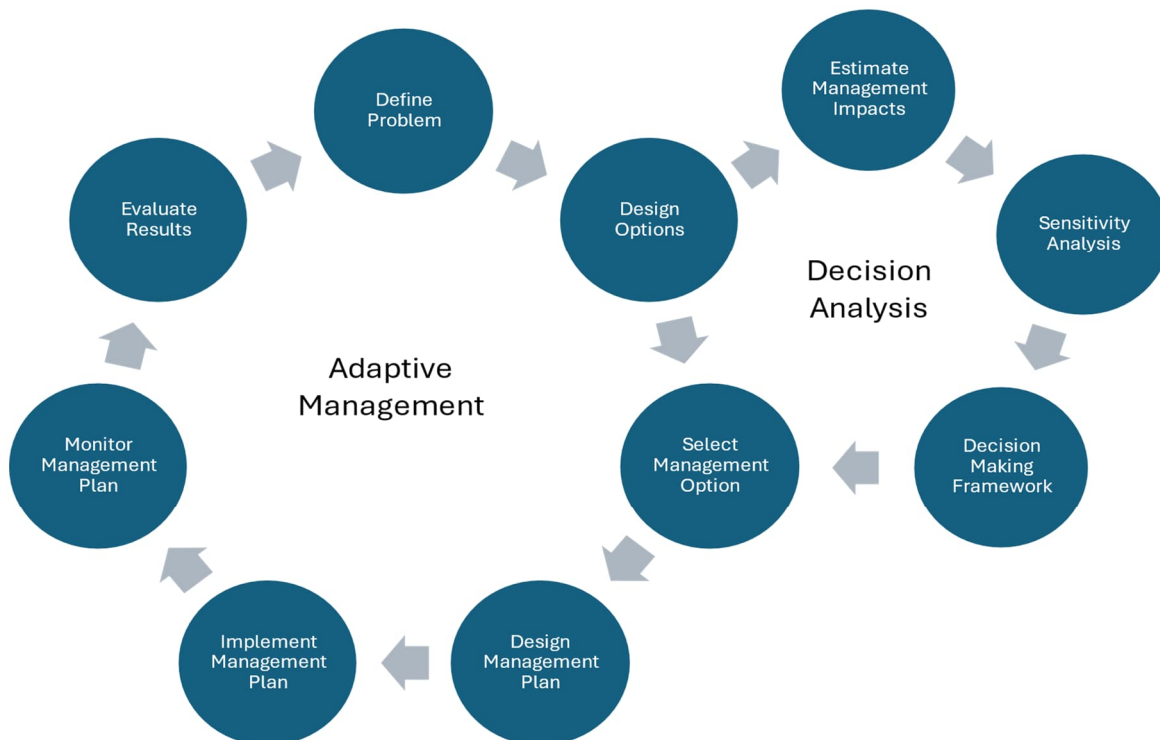 Define
Problem
Design
Options
Estimate
Management
Impacts
Sensitivity
Analysis
Decision
Making
Framework
Select
Management
Option
Design
Management
Plan
Implement
Management
Plan
Monitor
Management
Plan
Evaluate
Results
Adaptive
Management
Decision
Analysis